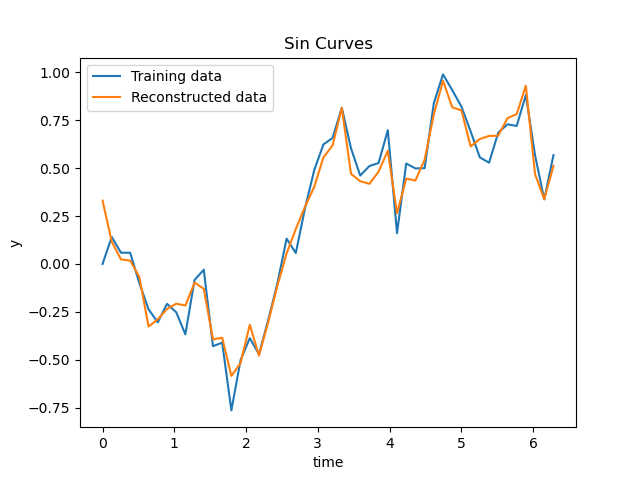 Sin Curves
Training data
Reconstructed data
1.00
0.75
0.50
0.25
0.00
−0.25
−0.50
−0.75
y
0 1 2 3 4 5 6
time